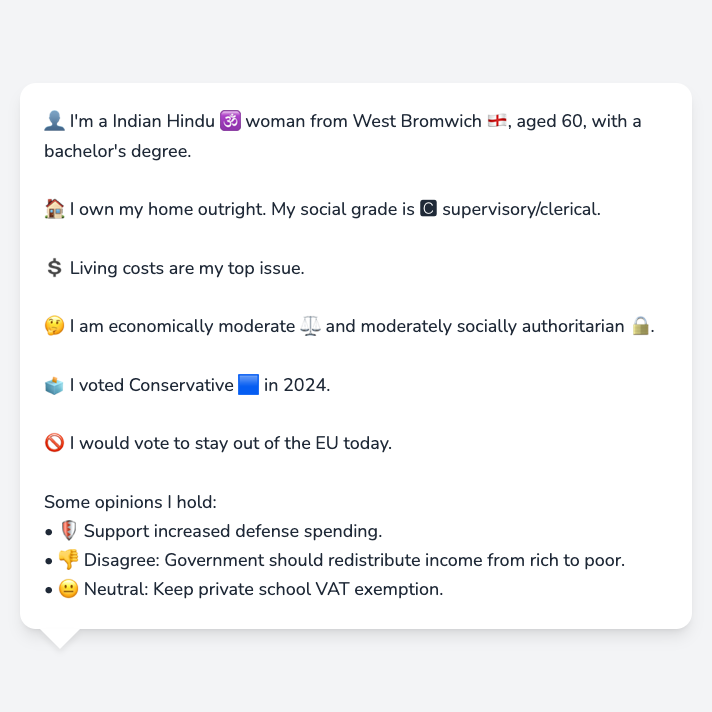 👤 I'm a Indian Hindu 🕉️ woman from West Bromwich 🏴󠁧󠁢󠁥󠁮󠁧󠁿, aged 60, with a
bachelor's degree.
🏠 I own my home outright. My social grade is 🅲 supervisory/clerical.
💲 Living costs are my top issue.
🤔 I am economically moderate ⚖️ and moderately socially authoritarian 🔒.
🗳️ I voted Conservative 🟦 in 2024.
🚫 I would vote to stay out of the EU today.
Some opinions I hold:
• 🛡️ Support increased defense spending.
• 👎 Disagree: Government should redistribute income from rich to poor.
• 😐 Neutral: Keep private school VAT exemption.